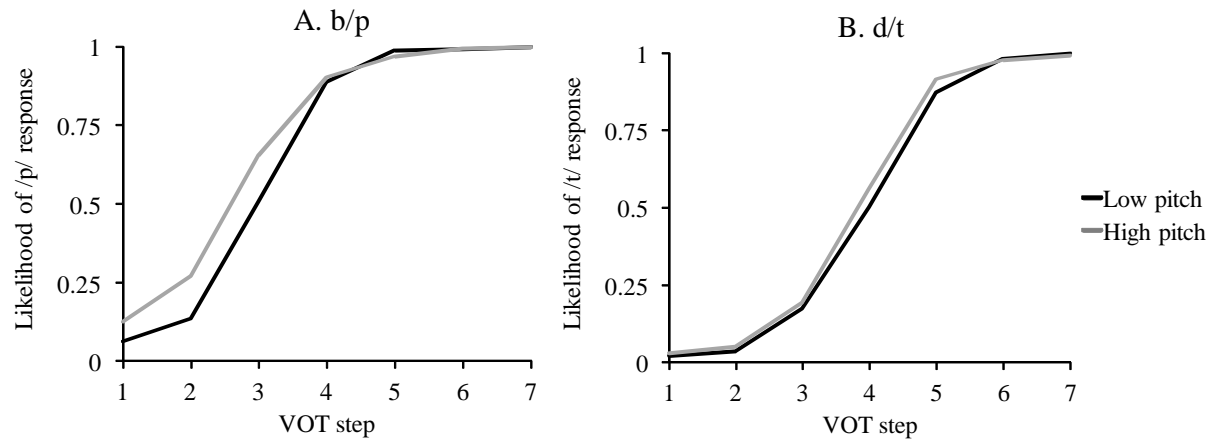 A. b/p
Likelihood of /p/ response
1
0.75
0.5
0.25
0
1 2 3 4 5 6 7
VOT step
B. d/t
Likelihood of /t/ response
1
0.75
0.5
0.25
0
1 2 3 4 5 6 7
VOT step
Low pitch
High pitch